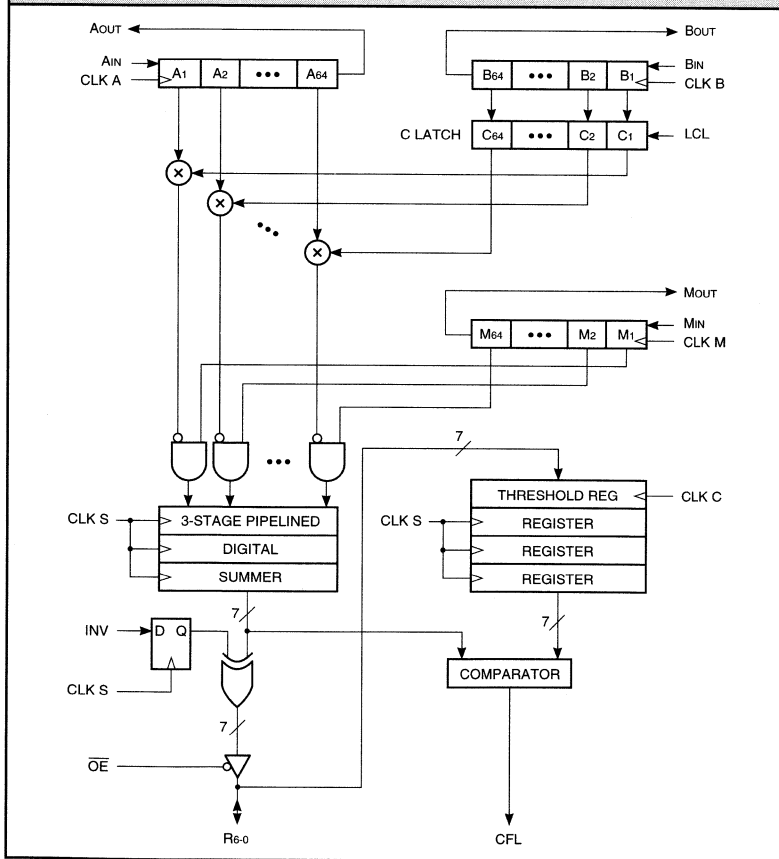 AOUT
BOUT
AIN
A1 A2 ••• A64
CLK A
B64 ••• B2 B1
BIN
CLK B
C LATCH
C64 ••• C2 C1
LCL
×
×
×
MOUT
M64 ••• M2 M1
MIN
CLK M
7
CLK S
3-STAGE PIPELINED
DIGITAL
SUMMER
THRESHOLD REG
CLK C
CLK S
REGISTER
REGISTER
REGISTER
7
7
INV
D Q
CLK S
COMPARATOR
7
OE
R6-0
CFL